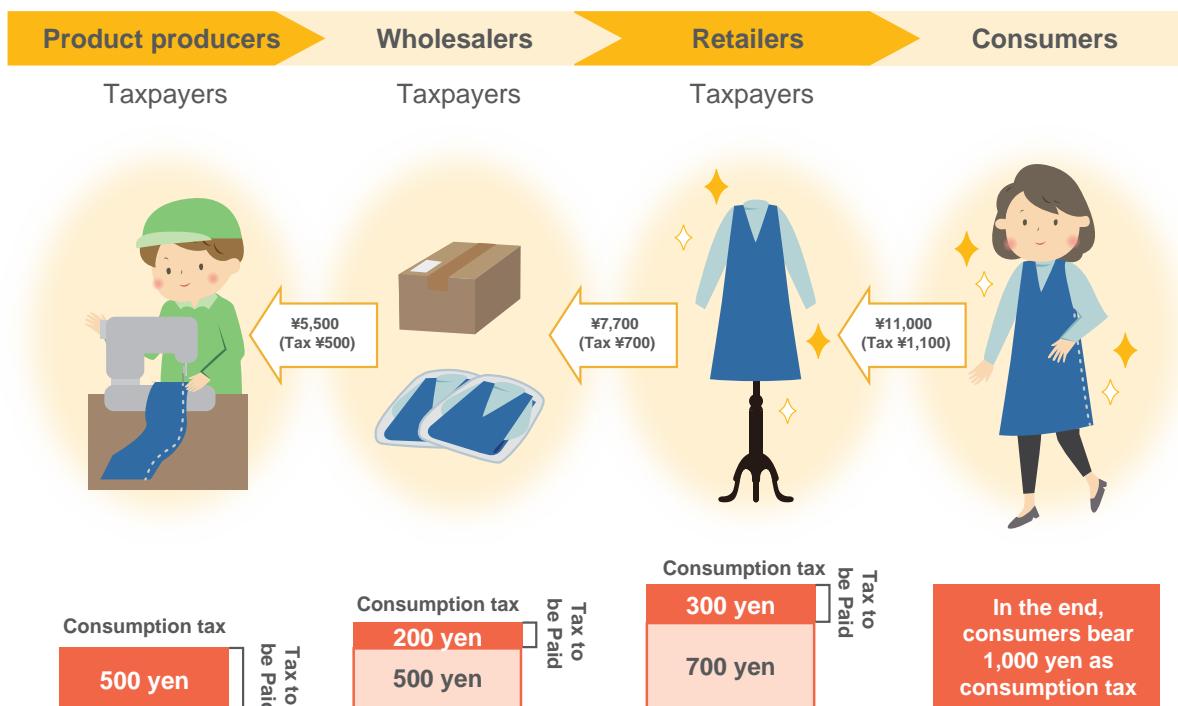 Product producers
Wholesalers
Retailers
Consumers
Taxpayers
Taxpayers
Taxpayers
¥5,500
(Tax ¥500)
¥7,700
(Tax ¥700)
¥11,000
(Tax ¥1,100)
Consumption tax
500 yen
Tax to
be Paid
Consumption tax
200 yen
500 yen
Tax to
be Paid
Consumption tax
300 yen
700 yen
Tax to
be Paid
In the end,
consumers bear
1,000 yen as
consumption tax